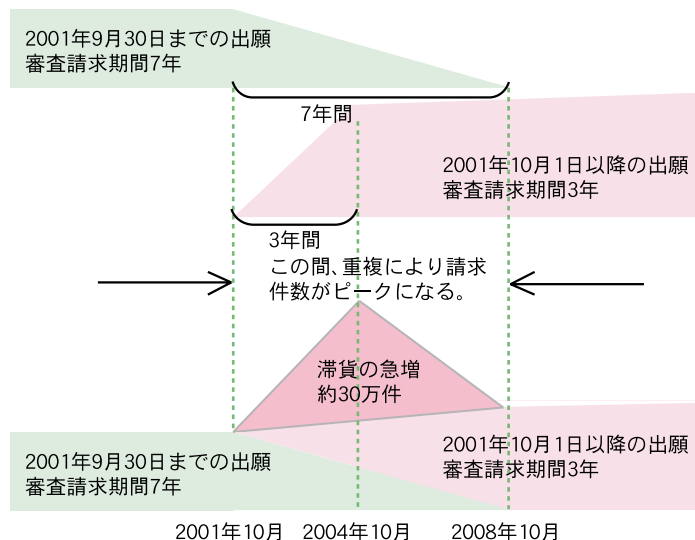 2001年9月30日までの出願
審査請求期間7年
7年間
2001年10月1日以降の出願
審査請求期間3年
3年間
この間、重複により請求
件数がピークになる。
滞貨の急増
約30万件
2001年10月1日以降の出願
審査請求期間3年
2001年9月30日までの出願
審査請求期間7年
2001年10月 2004年10月 2008年10月